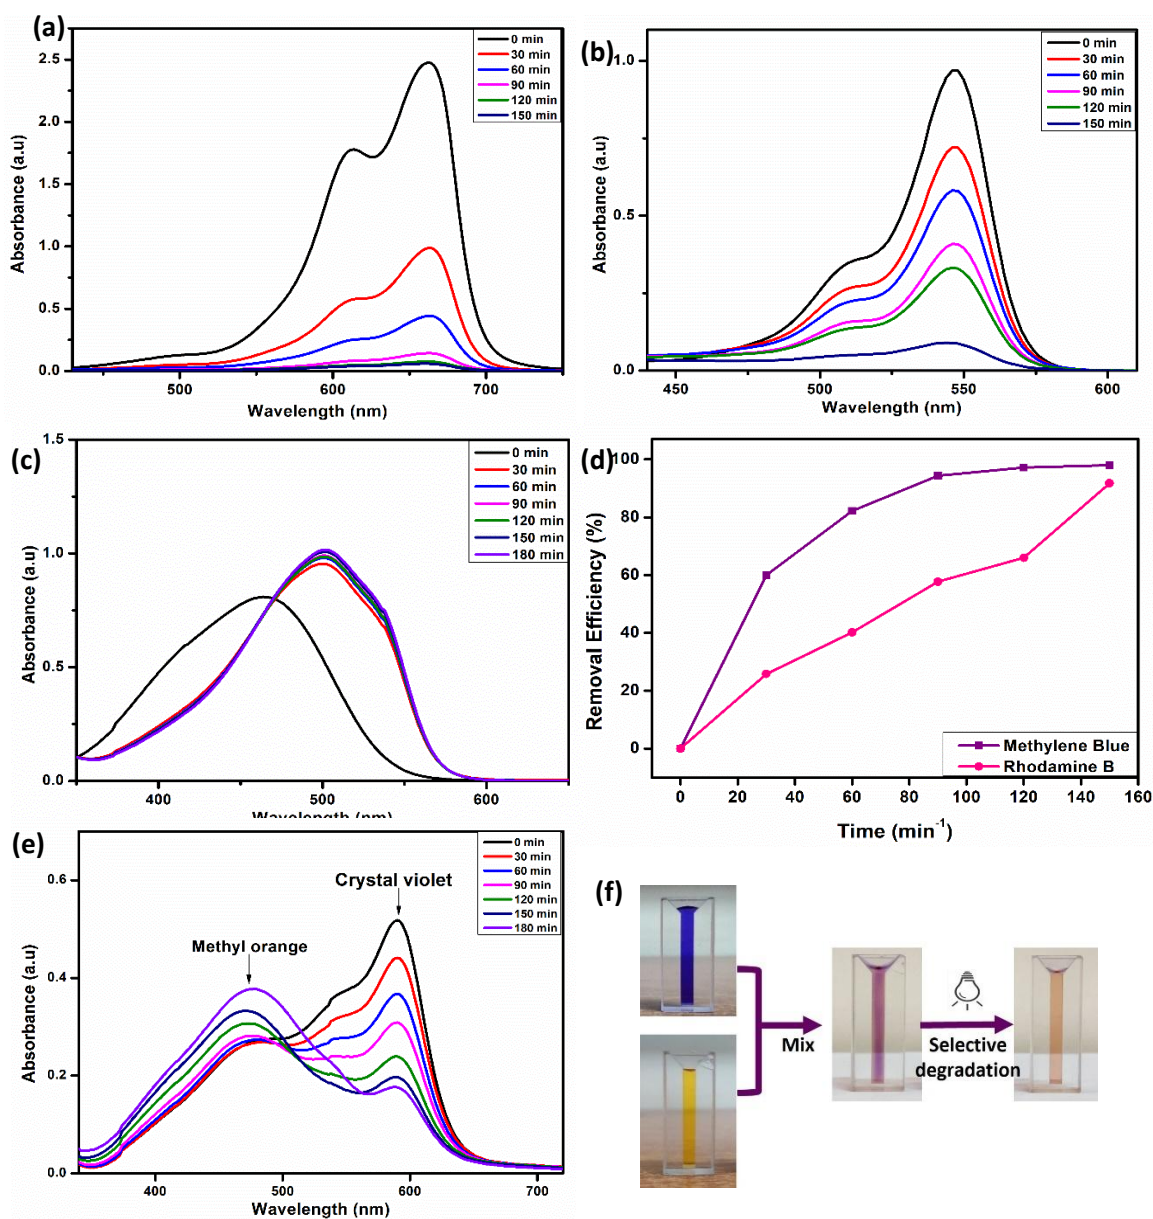 (a)
0 min
30 min
60 min
90 min
120 min
150 min
2.5
2.0
1.5
1.0
0.5
0.0
Absorbance (a.u)
500
600
700
Wavelength (nm)
(b)
0 min
30 min
60 min
90 min
120 min
150 min
1.0
0.5
0.0
Absorbance (a.u)
450
500
550
600
Wavelength (nm)
(c)
0 min
30 min
60 min
90 min
120 min
150 min
180 min
1.5
1.0
0.5
0.0
Absorbance (a.u)
400
500
600
Wavelength (nm)
(d)
100
80
60
40
20
0
Removal Efficiency (%)
Methylene Blue
Rhodamine B
0
20
40
60
80
100
120
140
160
Time (min⁻¹)
(e)
0 min
30 min
60 min
90 min
120 min
150 min
180 min
Crystal violet
Methyl orange
0.6
0.4
0.2
0.0
Absorbance (a.u)
400
500
600
700
Wavelength (nm)
(f)
Mix
Selective
degradation